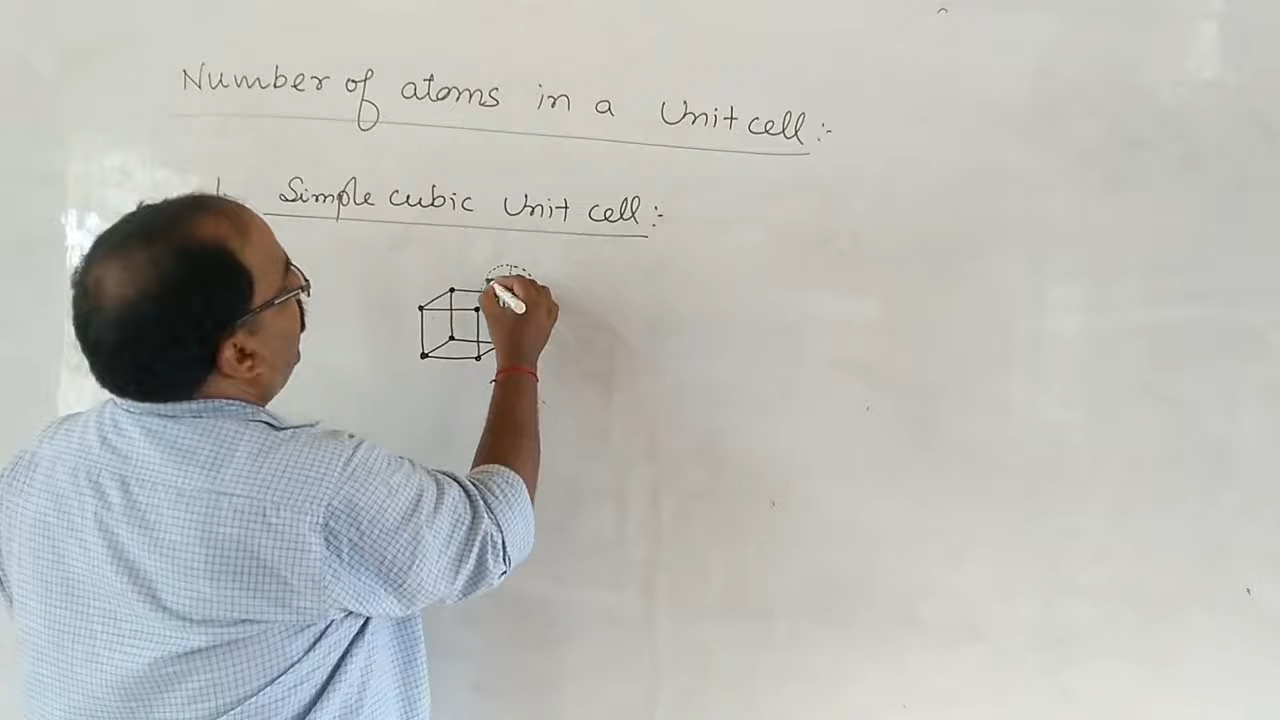 Number of atoms in a Unit cell :-
Simple cubic Unit cell :-